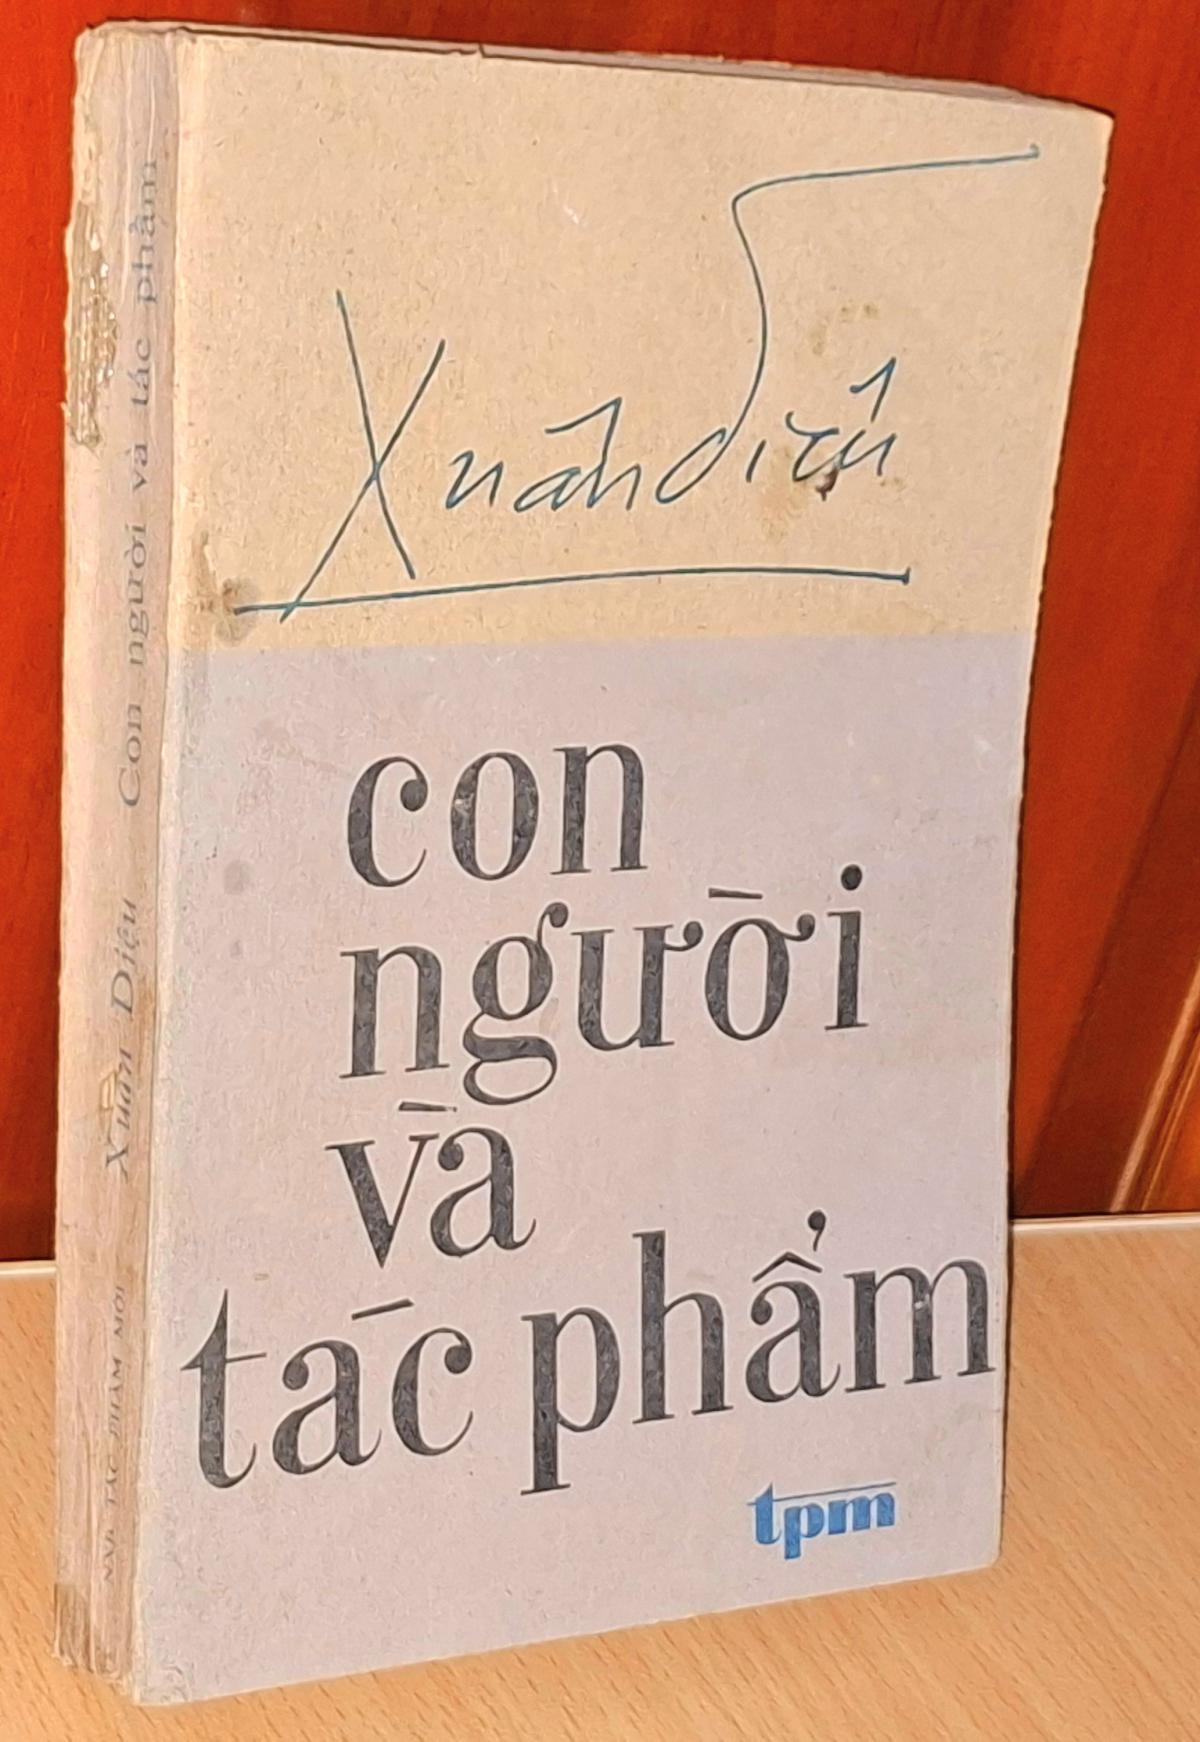 Xuân Diệu
con
người
và
tác phẩm
tpm
NXB TÁC PHẨM MỚI Xuân Diệu Con người và tác phẩm